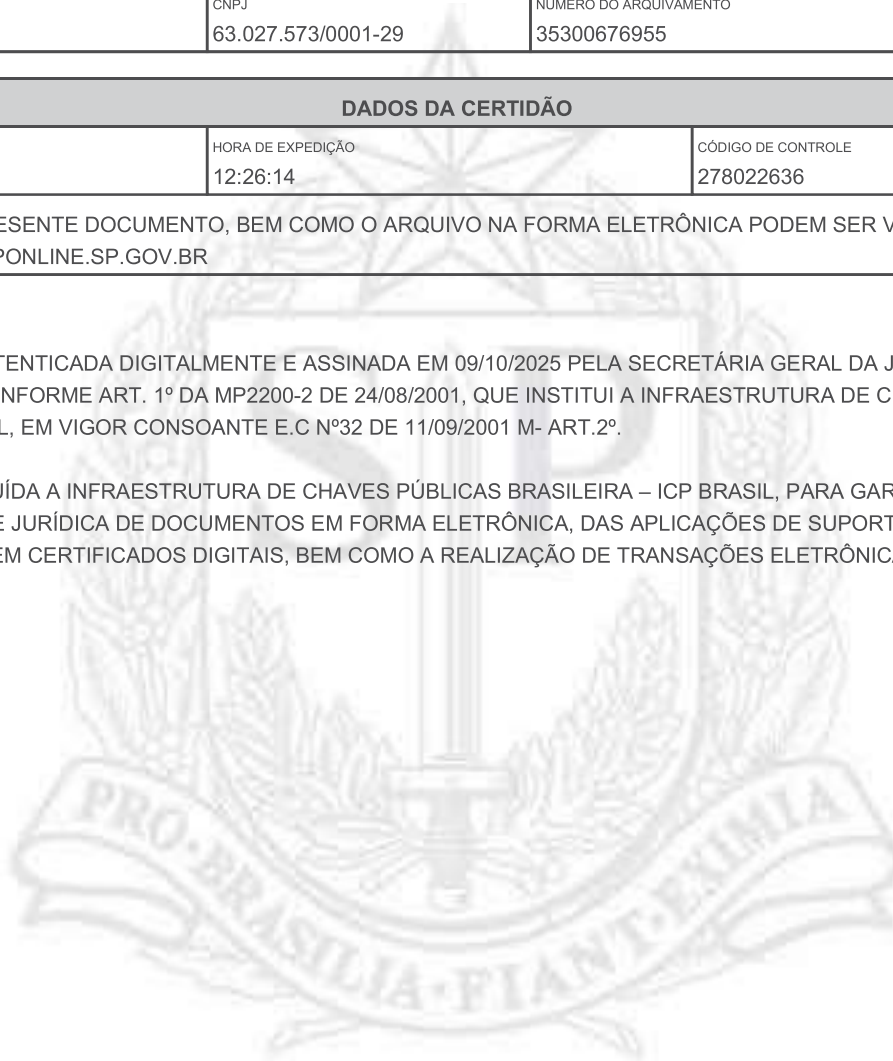 CNPJ NÚMERO DO ARQUIVAMENTO
63.027.573/0001-29 35300676955
DADOS DA CERTIDÃO
HORA DE EXPEDIÇÃO CÓDIGO DE CONTROLE
12:26:14 278022636
ESENTE DOCUMENTO, BEM COMO O ARQUIVO NA FORMA ELETRÔNICA PODEM SER V
PONLINE.SP.GOV.BR
TENTICADA DIGITALMENTE E ASSINADA EM 09/10/2025 PELA SECRETÁRIA GERAL DA J
NFORME ART. 1º DA MP2200-2 DE 24/08/2001, QUE INSTITUI A INFRAESTRUTURA DE C
L, EM VIGOR CONSOANTE E.C Nº32 DE 11/09/2001 M- ART.2º.
UÍDA A INFRAESTRUTURA DE CHAVES PÚBLICAS BRASILEIRA – ICP BRASIL, PARA GAR
E JURÍDICA DE DOCUMENTOS EM FORMA ELETRÔNICA, DAS APLICAÇÕES DE SUPORT
EM CERTIFICADOS DIGITAIS, BEM COMO A REALIZAÇÃO DE TRANSAÇÕES ELETRÔNICA
SP
PRO·BRASILIA·FIANT·EXIMIA